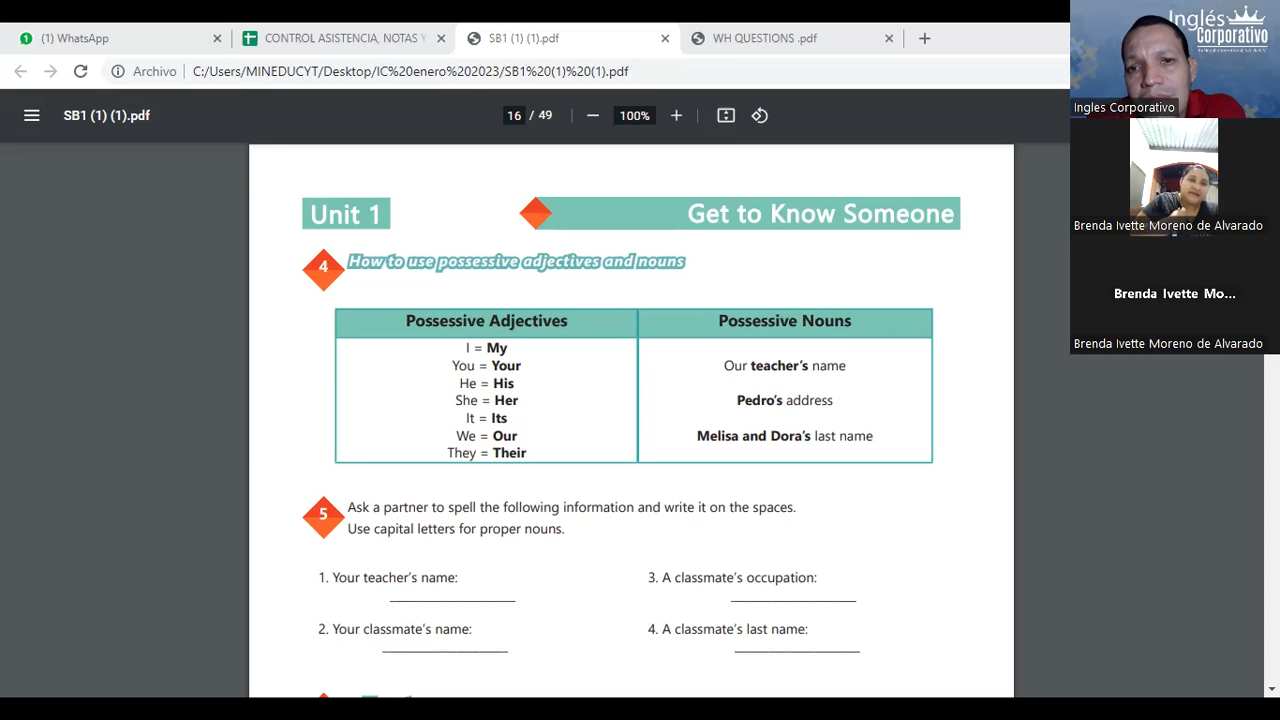 (1) WhatsApp
CONTROL ASISTENCIA, NOTAS Y
SB1 (1) (1).pdf
WH QUESTIONS .pdf
Archivo
C:/Users/MINEDUCYT/Desktop/IC%20enero%202023/SB1%20(1)%20(1).pdf
SB1 (1) (1).pdf
16 / 49
100%
Unit 1
Get to Know Someone
4
How to use possessive adjectives and nouns
Possessive Adjectives
I = My
You = Your
He = His
She = Her
It = Its
We = Our
They = Their
Possessive Nouns
Our teacher's name
Pedro's address
Melisa and Dora's last name
5
Ask a partner to spell the following information and write it on the spaces.
Use capital letters for proper nouns.
1. Your teacher's name:
2. Your classmate's name:
3. A classmate's occupation:
4. A classmate's last name:
Inglés
Corporativo
Ingles Corporativo
Brenda Ivette Moreno de Alvarado
Brenda Ivette Mo...
Brenda Ivette Moreno de Alvarado